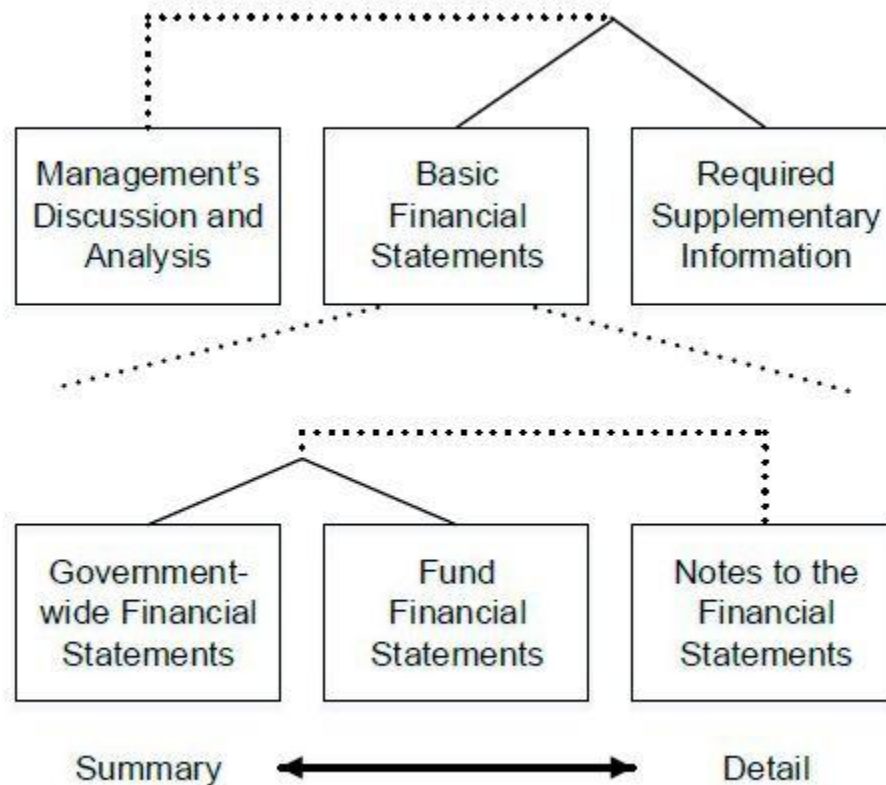 Management's
Discussion and
Analysis
Basic
Financial
Statements
Required
Supplementary
Information
Government-
wide Financial
Statements
Fund
Financial
Statements
Notes to the
Financial
Statements
Summary
Detail